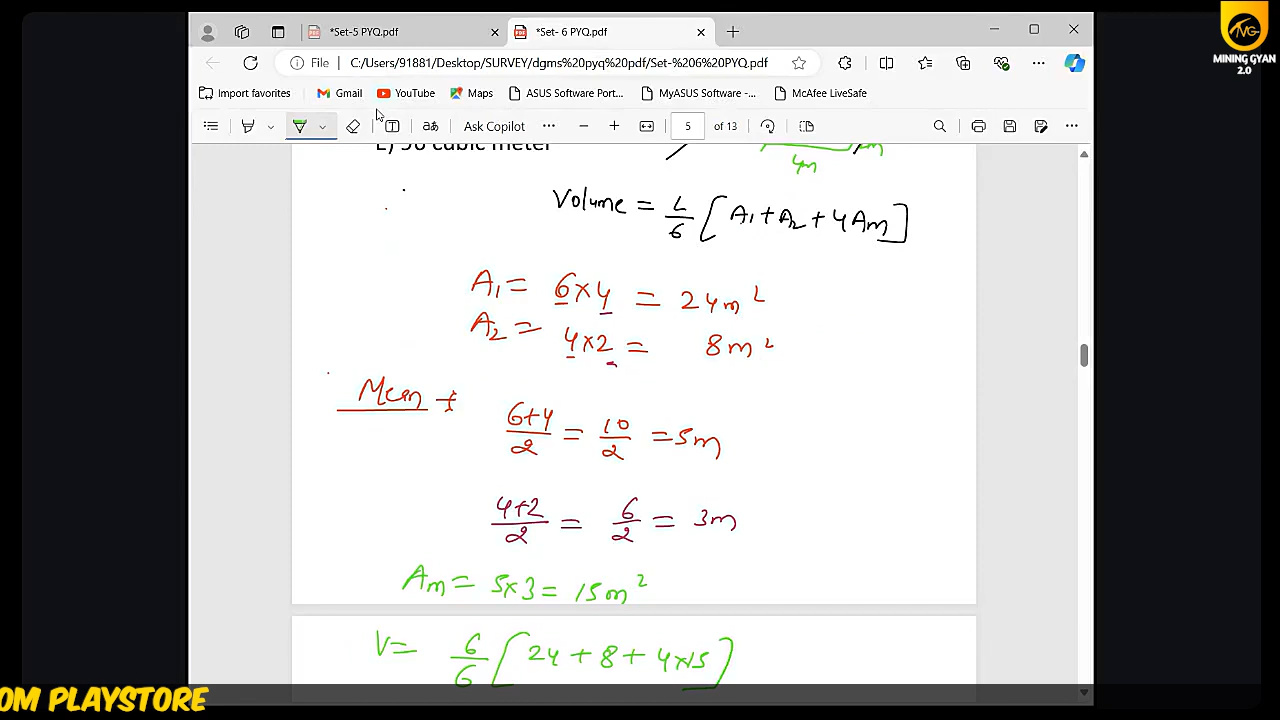 *Set-5 PYQ.pdf
*Set- 6 PYQ.pdf
File
C:/Users/91881/Desktop/SURVEY/dgms%20pyq%20pdf/Set-%206%20PYQ.pdf
Import favorites
Gmail
YouTube
Maps
ASUS Software Port...
MyASUS Software -...
McAfee LiveSafe
Ask Copilot
5 of 13
MINING GYAN
2.0
cubic meter
4m
Volume = L/6 [A₁+A₂+4Am]
A₁ = 6×4 = 24m²
A₂ = 4×2 = 8m²
Mean
6+4/2 = 10/2 = 5m
4+2/2 = 6/2 = 3m
Am = 5×3 = 15m²
V= 6/6 [24 + 8 + 4×15]
OM PLAYSTORE